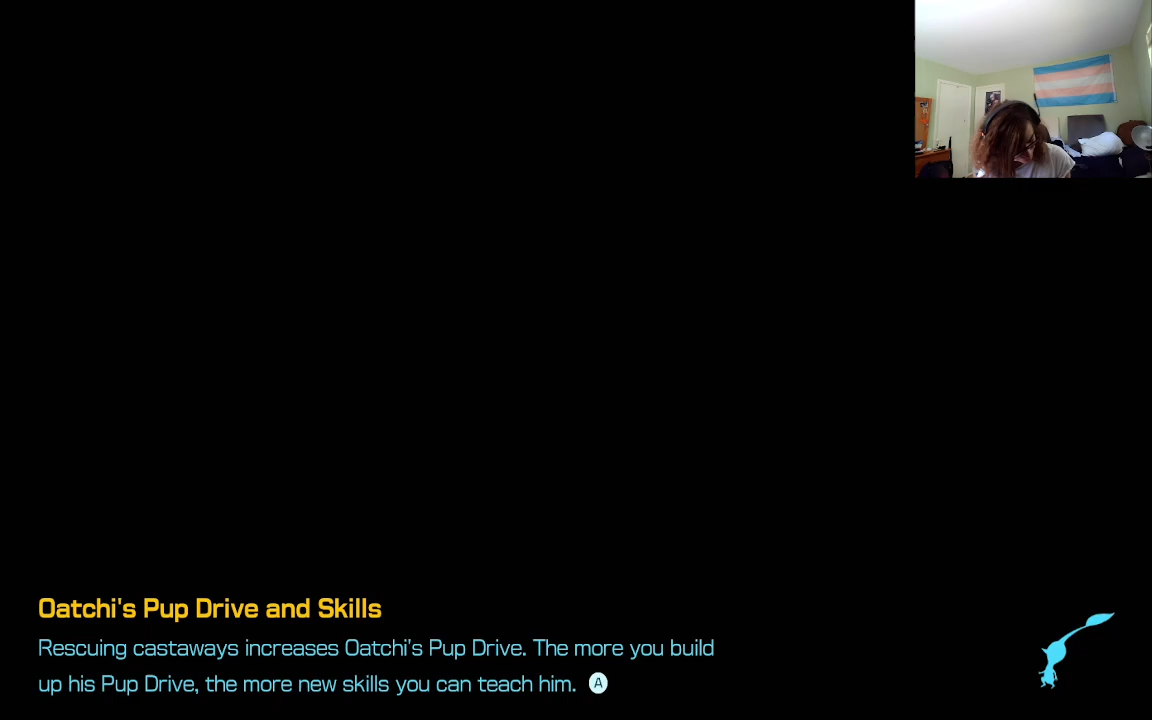 Oatchi's Pup Drive and Skills
Rescuing castaways increases Oatchi's Pup Drive. The more you build
up his Pup Drive, the more new skills you can teach him. A